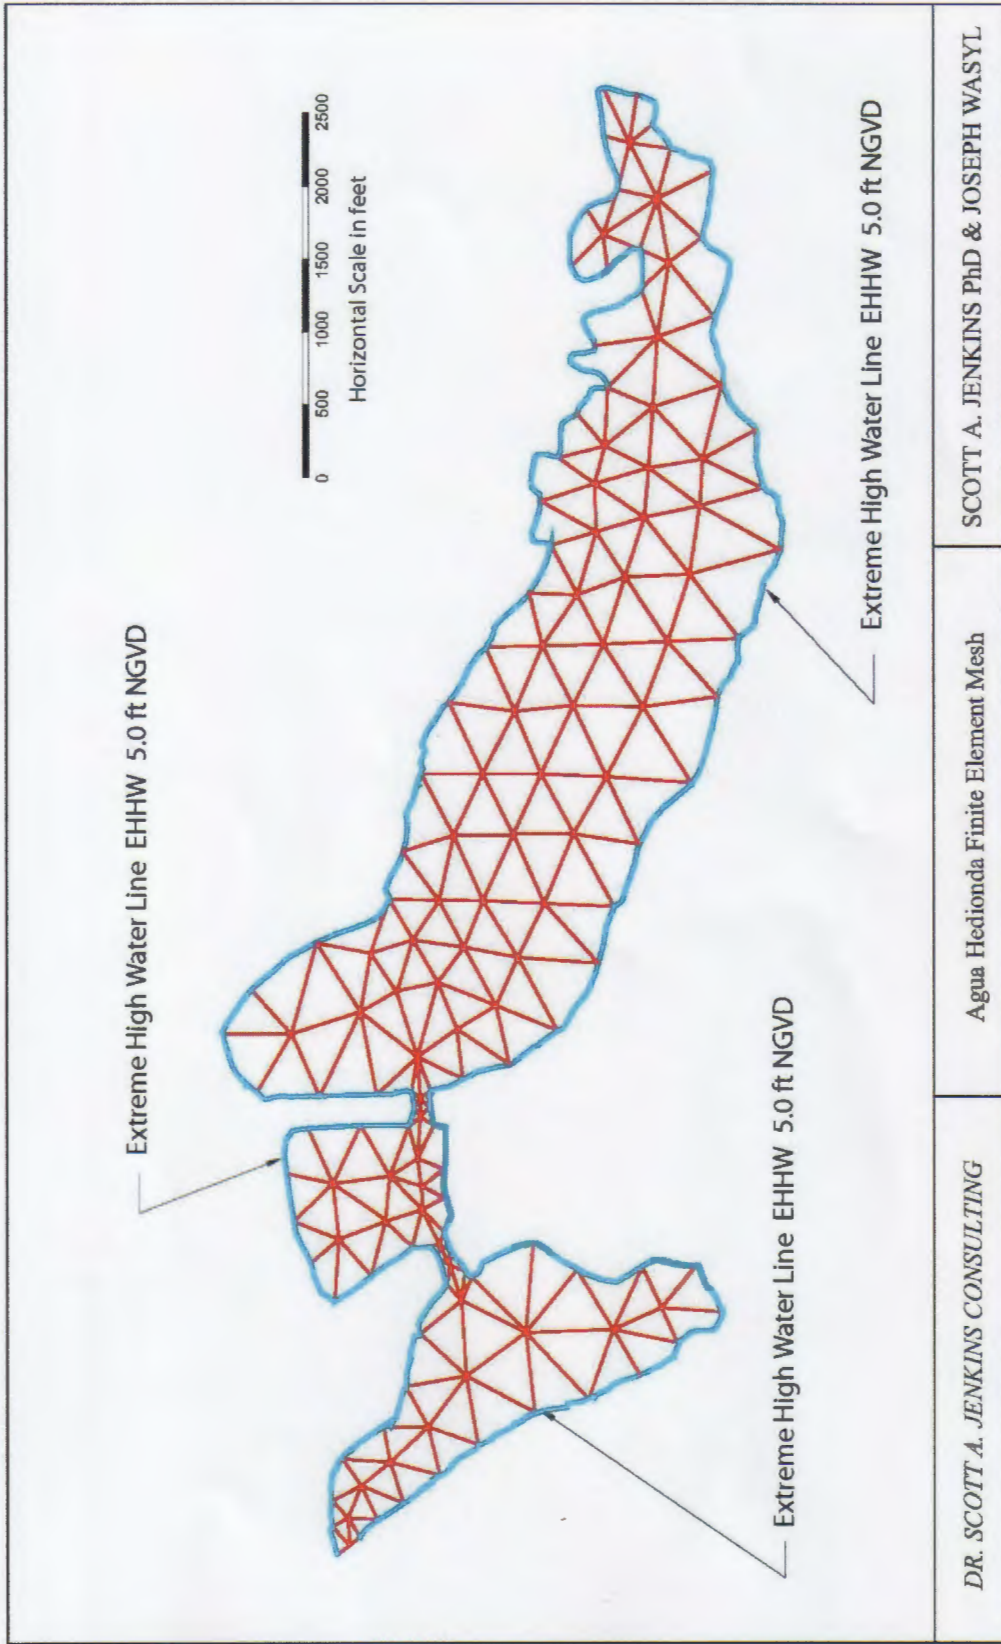 Extreme High Water Line EHHW 5.0 ft NGVD
0 500 1000 1500 2000 2500
Horizontal Scale in feet
Extreme High Water Line EHHW 5.0 ft NGVD
Extreme High Water Line EHHW 5.0 ft NGVD
DR. SCOTT A. JENKINS CONSULTING
Agua Hedionda Finite Element Mesh
SCOTT A. JENKINS PhD & JOSEPH WASYL